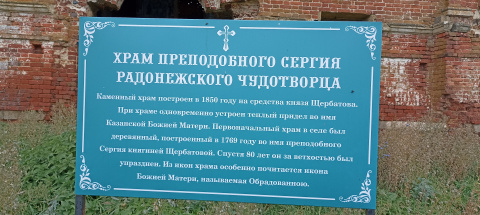 ХРАМ ПРЕПОДОБНОГО СЕРГИЯ
РАДОНЕЖСКОГО ЧУДОТВОРЦА
Каменный храм построен в 1850 году на средства князя Щербатова.
При храме одновременно устроен теплый придел во имя
Казанской Божией Матери. Первоначальный храм в селе был
деревянный, построенный в 1769 году во имя преподобного
Сергия княгиней Щербатовой. Спустя 80 лет он за ветхостью был
упразднен. Из икон храма особенно почитается икона
Божией Матери, называемая Обрадованною.